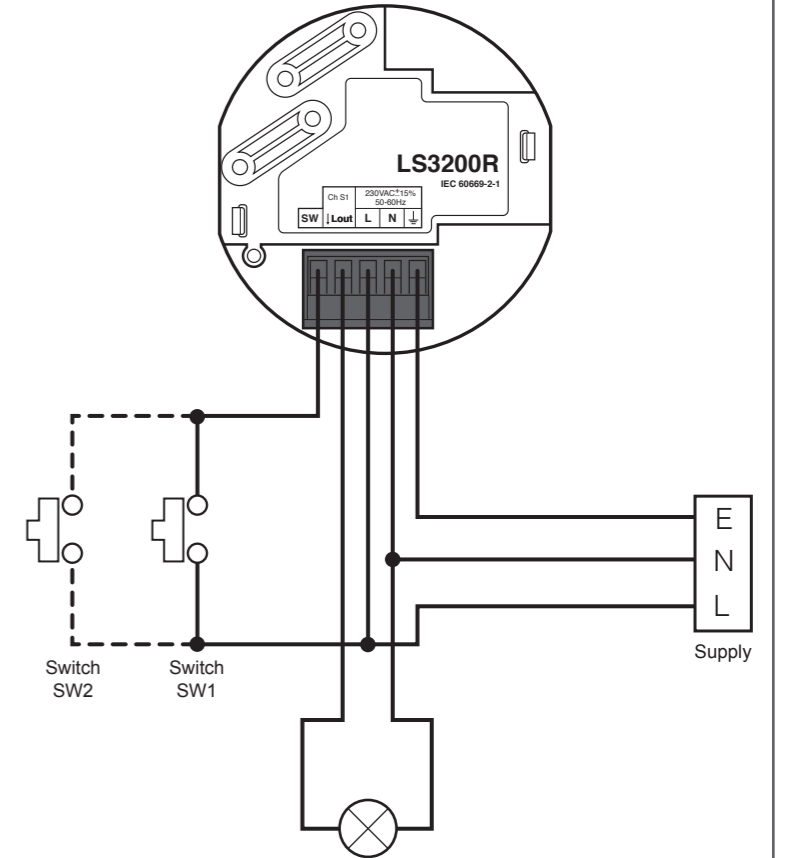 LS3200R
IEC 60669-2-1
Ch S1
230VAC±15%
50-60Hz
SW ↓Lout L N ⏚
E
N
L
Supply
Switch
SW2
Switch
SW1